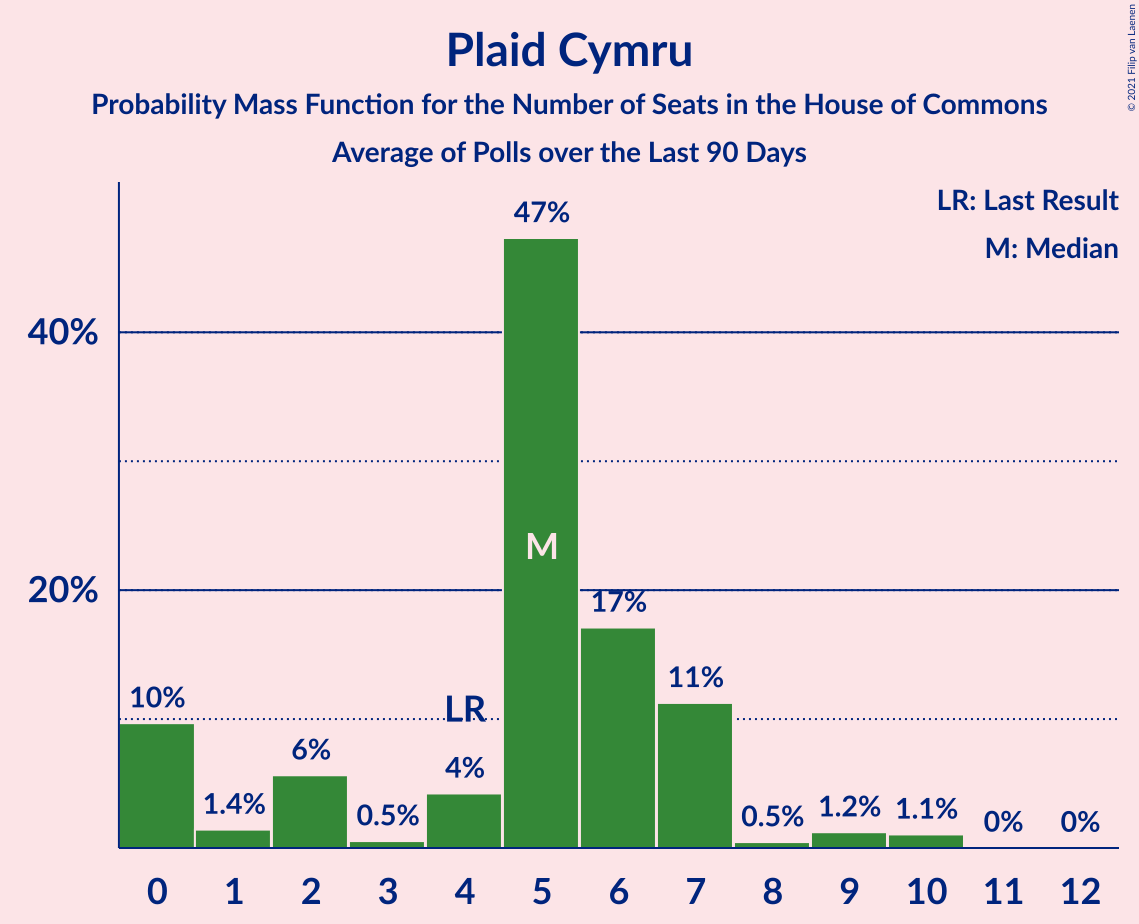 Plaid Cymru
Probability Mass Function for the Number of Seats in the House of Commons
Average of Polls over the Last 90 Days
© 2021 Filip van Laenen
LR: Last Result
M: Median
47%
40%
M
20%
17%
11%
10%
LR
6%
4%
1.4%
0.5%
0.5%
1.2%
1.1%
0%
0%
0 1 2 3 4 5 6 7 8 9 10 11 12